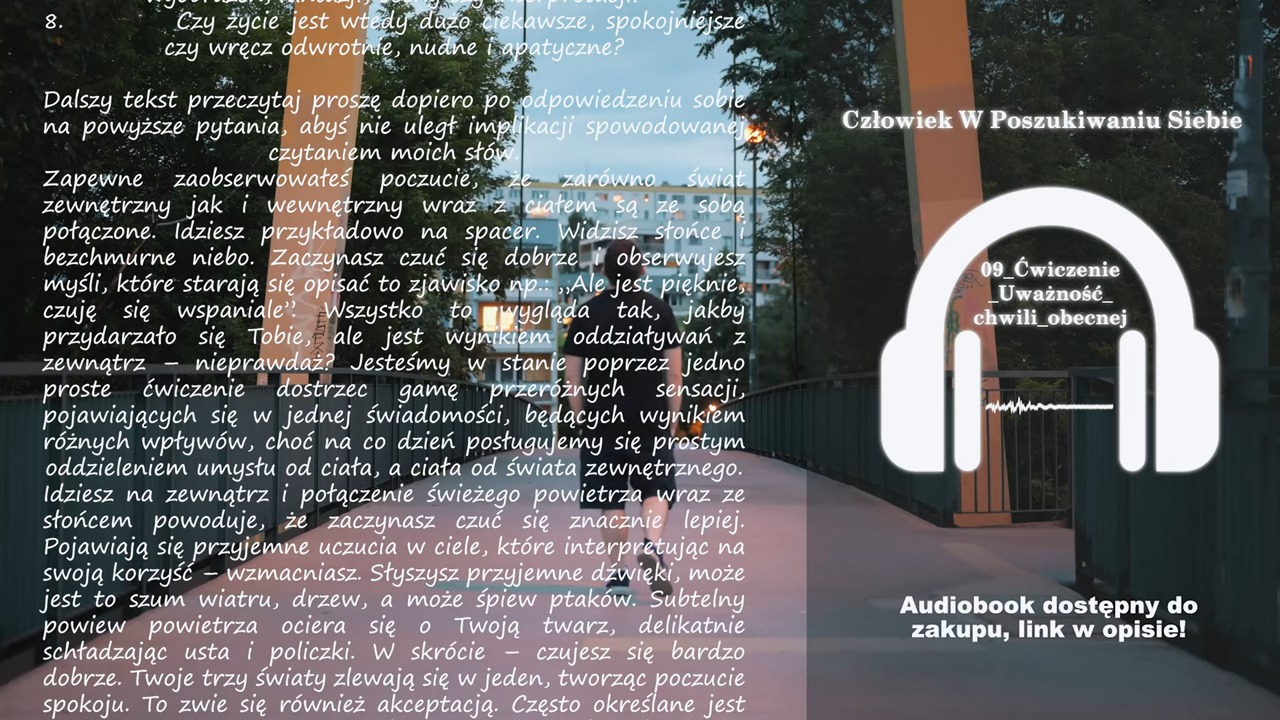 8. Czy życie jest wtedy dużo ciekawsze, spokojniejsze
czy wręcz odwrotnie, nudne i apatyczne?
Dalszy tekst przeczytaj proszę dopiero po odpowiedzeniu sobie
na powyższe pytania, abyś nie uległ implikacji spowodowanej
czytaniem moich słów.
Zapewne zaobserwowałeś poczucie, że zarówno świat
zewnętrzny jak i wewnętrzny wraz z ciałem są ze sobą
połączone. Idziesz przykładowo na spacer. Widzisz słońce i
bezchmurne niebo. Zaczynasz czuć się dobrze i obserwujesz
myśli, które starają się opisać to zjawisko np.: ,,Ale jest pięknie,
czuję się wspaniale”. Wszystko to wygląda tak, jakby
przydarzało się Tobie, ale jest wynikiem oddziaływań z
zewnątrz – nieprawdaż? Jesteśmy w stanie poprzez jedno
proste ćwiczenie dostrzec gamę przeróżnych sensacji,
pojawiających się w jednej świadomości, będących wynikiem
różnych wpływów, choć na co dzień posługujemy się prostym
oddzieleniem umysłu od ciała, a ciała od świata zewnętrznego.
Idziesz na zewnątrz i połączenie świeżego powietrza wraz ze
słońcem powoduje, że zaczynasz czuć się znacznie lepiej.
Pojawiają się przyjemne uczucia w ciele, które interpretując na
swoją korzyść – wzmacniasz. Słyszysz przyjemne dźwięki, może
jest to szum wiatru, drzew, a może śpiew ptaków. Subtelny
powiew powietrza ociera się o Twoją twarz, delikatnie
schładzając usta i policzki. W skrócie – czujesz się bardzo
dobrze. Twoje trzy światy zlewają się w jeden, tworząc poczucie
spokoju. To zwie się również akceptacją. Często określane jest
Człowiek W Poszukiwaniu Siebie
09_Ćwiczenie
_Uważność_
chwili_obecnej
Audiobook dostępny do
zakupu, link w opisie!